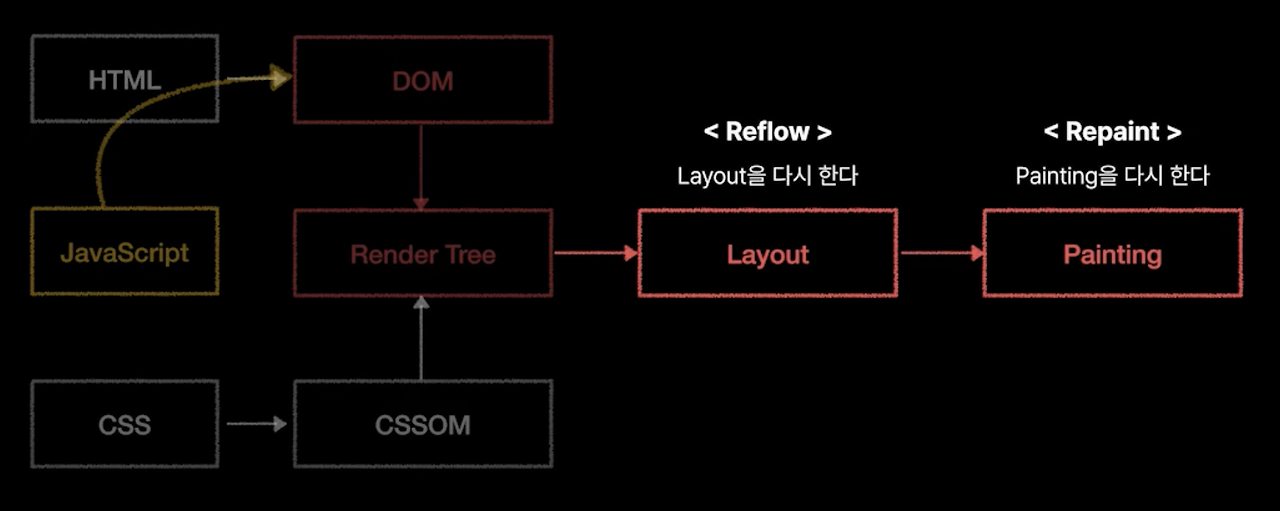 HTML
DOM
< Reflow >
Layout을 다시 한다
< Repaint >
Painting을 다시 한다
JavaScript
Render Tree
Layout
Painting
CSS
CSSOM